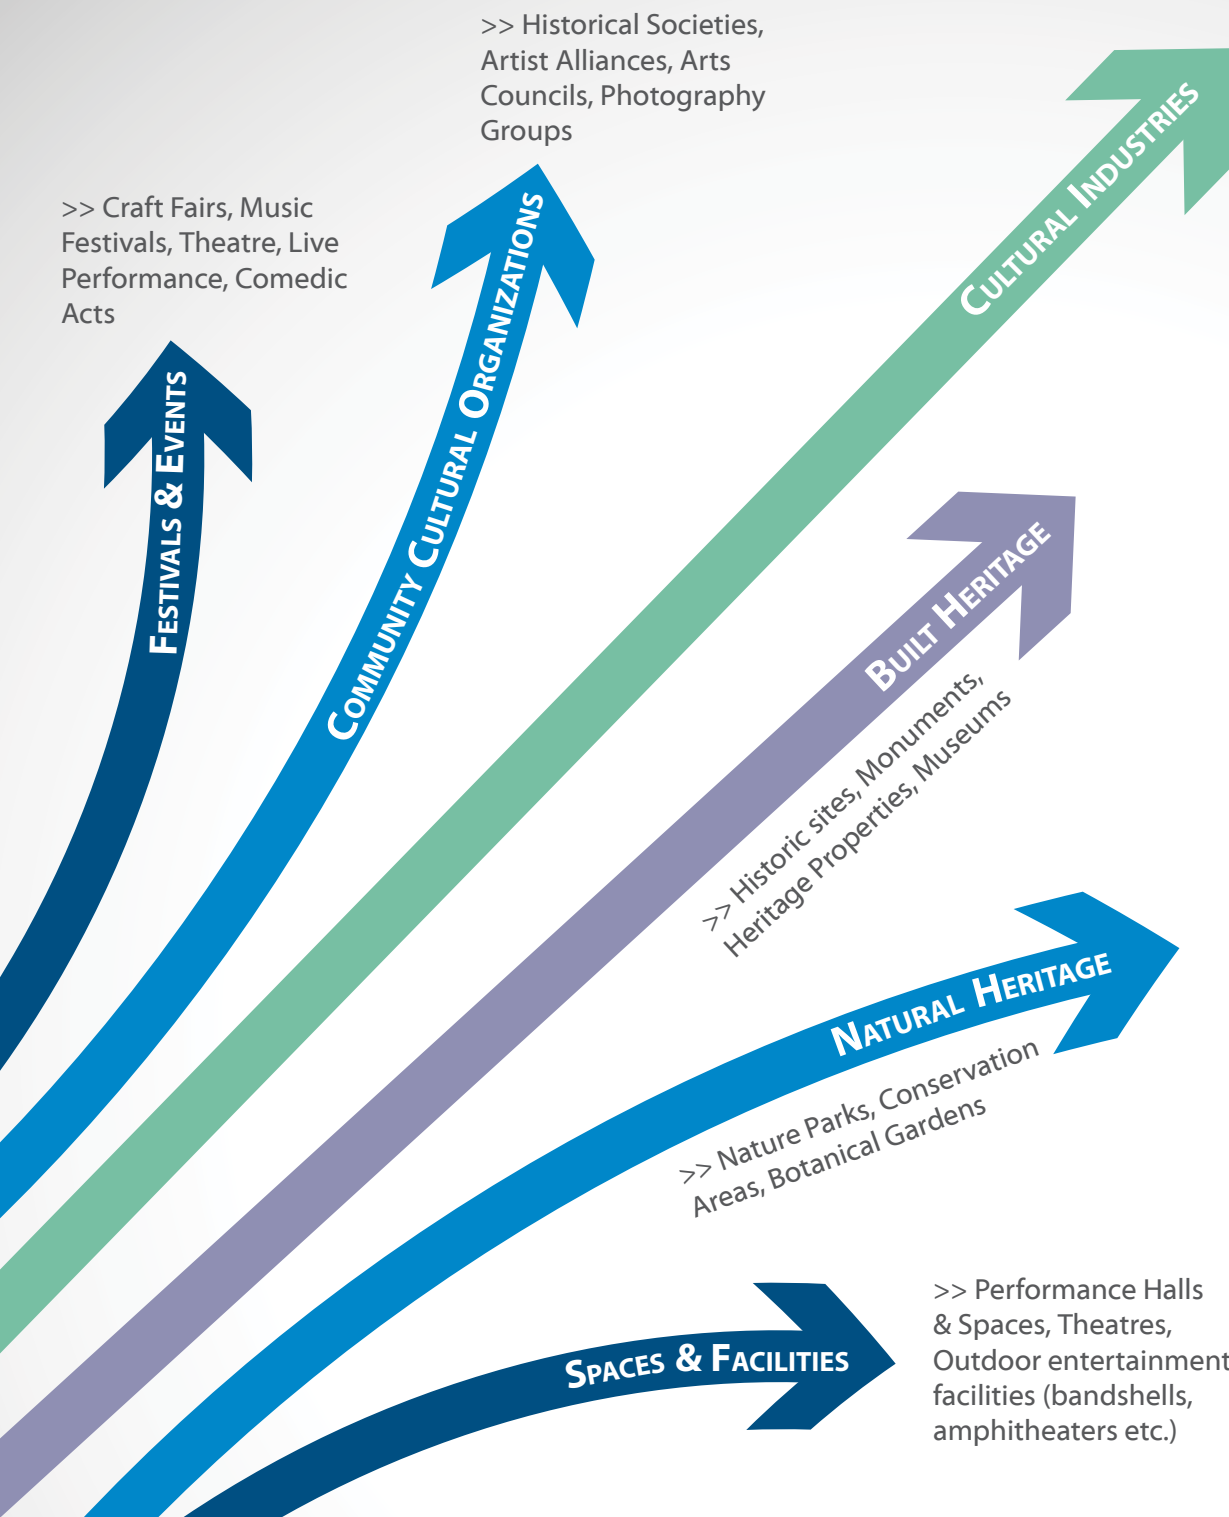 >> Historical Societies,
Artist Alliances, Arts
Councils, Photography
Groups
>> Craft Fairs, Music
Festivals, Theatre, Live
Performance, Comedic
Acts
FESTIVALS & EVENTS
COMMUNITY CULTURAL ORGANIZATIONS
CULTURAL INDUSTRIES
BUILT HERITAGE
>> Historic sites, Monuments,
Heritage Properties, Museums
NATURAL HERITAGE
>> Nature Parks, Conservation
Areas, Botanical Gardens
SPACES & FACILITIES
>> Performance Halls
& Spaces, Theatres,
Outdoor entertainment
facilities (bandshells,
amphitheaters etc.)